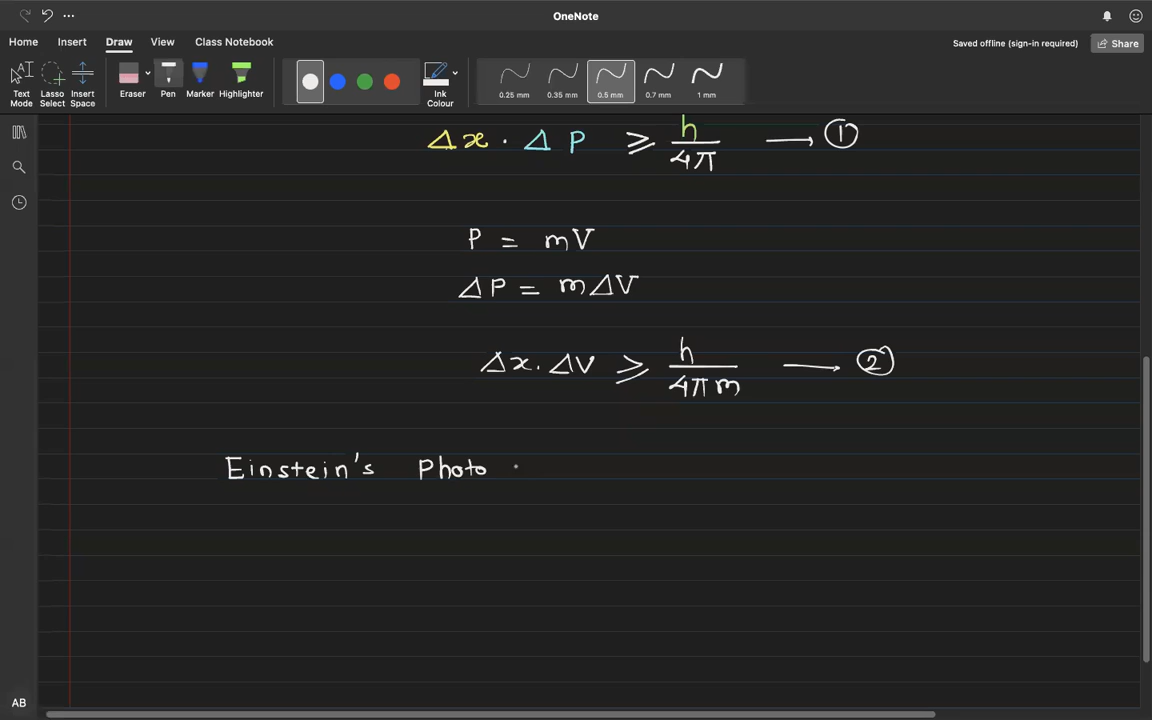 OneNote
Home Insert Draw View Class Notebook
Saved offline (sign-in required) Share
Text Mode Lasso Select Insert Space Eraser Pen Marker Highlighter Ink Colour 0.25 mm 0.35 mm 0.5 mm 0.7 mm 1 mm
Δx · ΔP ≥ h/4π → ①
P = mV
ΔP = mΔV
Δx · ΔV ≥ h/4πm → ②
Einstein's Photo
AB